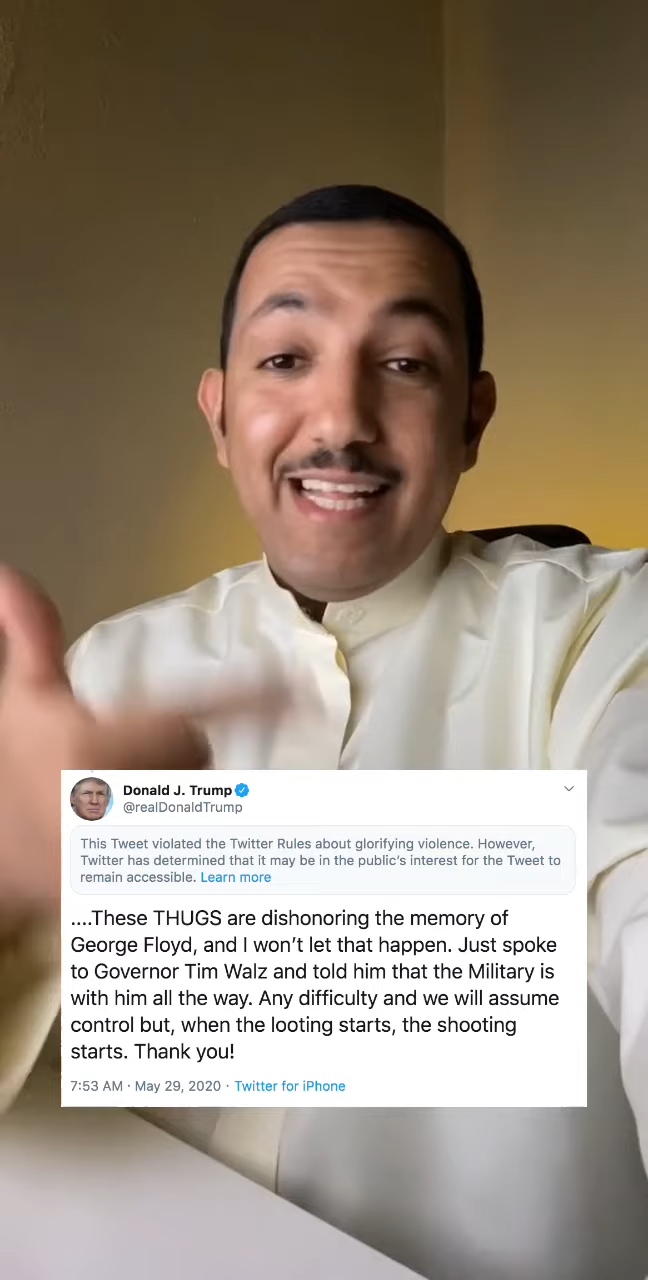 Donald J. Trump
@realDonaldTrump
This Tweet violated the Twitter Rules about glorifying violence. However,
Twitter has determined that it may be in the public’s interest for the Tweet to
remain accessible. Learn more
....These THUGS are dishonoring the memory of
George Floyd, and I won’t let that happen. Just spoke
to Governor Tim Walz and told him that the Military is
with him all the way. Any difficulty and we will assume
control but, when the looting starts, the shooting
starts. Thank you!
7:53 AM · May 29, 2020 · Twitter for iPhone